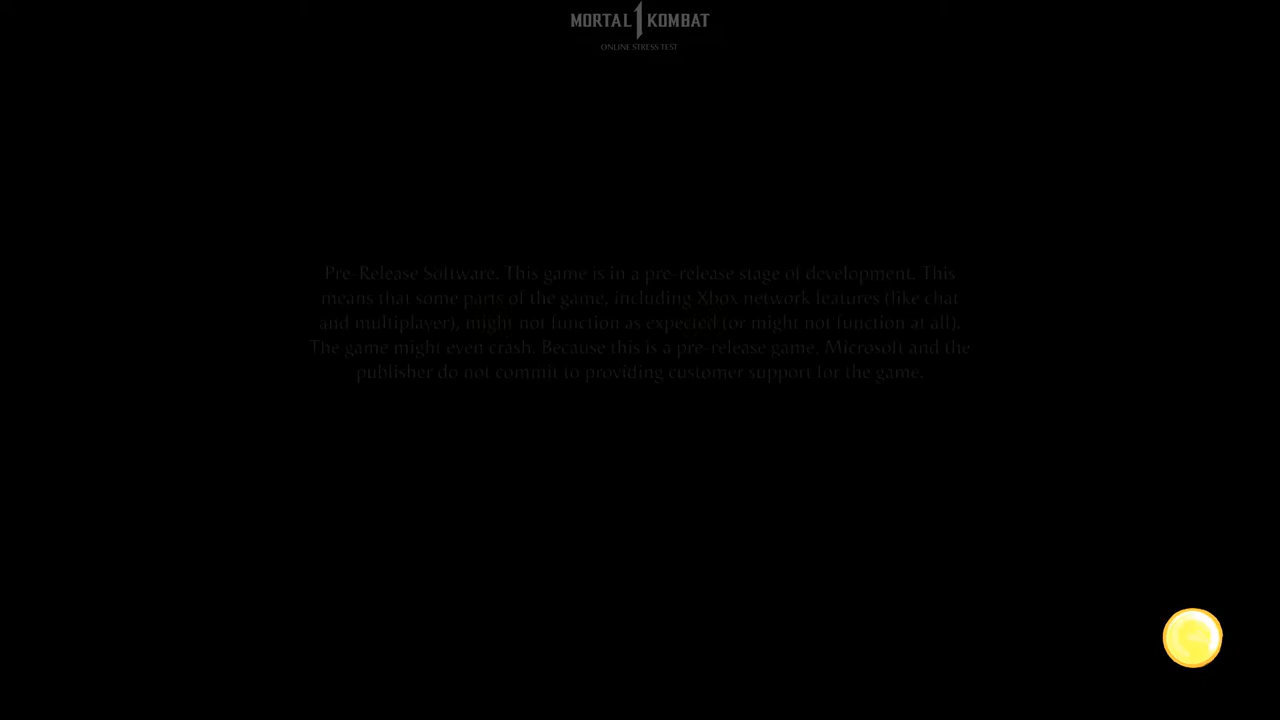 MORTAL 1 KOMBAT
ONLINE STRESS TEST
Pre-Release Software. This game is in a pre-release stage of development. This
means that some parts of the game, including Xbox network features (like chat
and multiplayer), might not function as expected (or might not function at all).
The game might even crash. Because this is a pre-release game, Microsoft and the
publisher do not commit to providing customer support for the game.